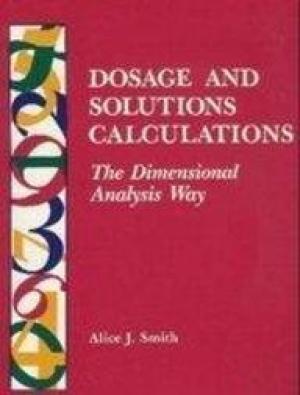 DOSAGE AND
SOLUTIONS
CALCULATIONS
The Dimensional
Analysis Way
Alice J. Smith